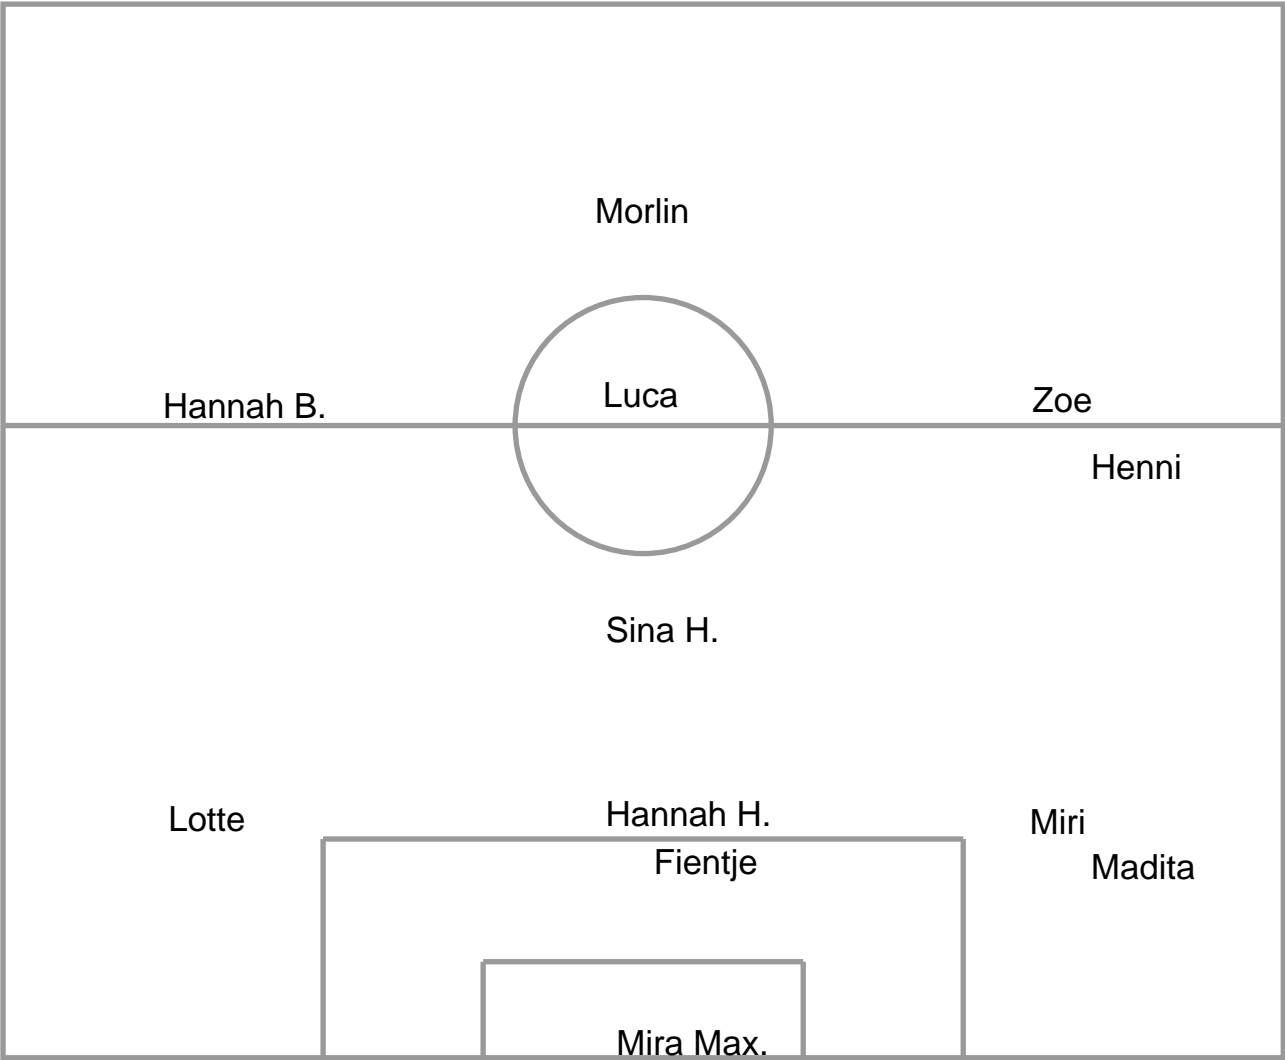 Morlin
Hannah B.
Luca
Zoe
Henni
Sina H.
Lotte
Hannah H.
Miri
Fientje
Madita
Mira Max.